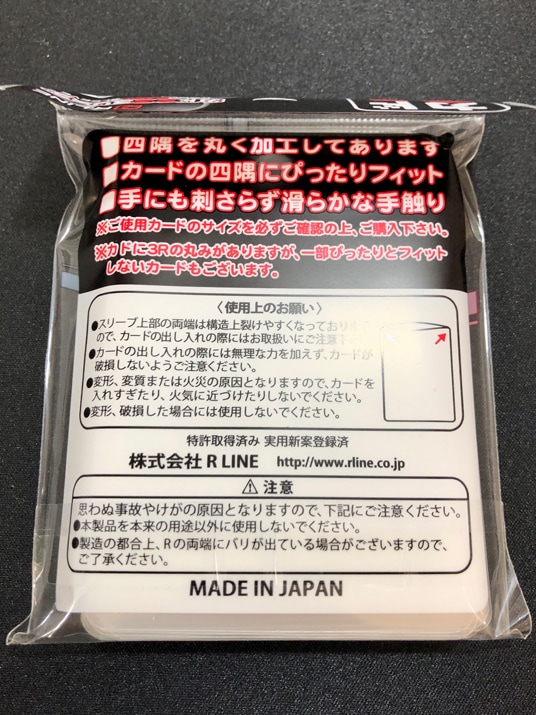 四隅を丸く加工してあります
カードの四隅にぴったりフィット
手にも刺さらず滑らかな手触り
※ご使用カードのサイズを必ずご確認の上、ご購入下さい。
※カドに3Rの丸みがありますが、一部ぴったりとフィット
しないカードもございます。
〈使用上のお願い〉
●スリーブ上部の両端は構造上裂けやすくなっております
ので、カードの出し入れの際にはお取扱いにご注意下
●カードの出し入れの際には無理な力を加えず、カードが
破損しないようご注意ください。
●変形、変質または火災の原因となりますので、カードを
入れすぎたり、火気に近づけたりしないでください。
●変形、破損した場合には使用しないでください。
特許取得済み 実用新案登録済
株式会社 R LINE http://www.rline.co.jp
⚠ 注意
思わぬ事故やけがの原因となりますので、下記にご注意ください。
●本製品を本来の用途以外に使用しないでください。
●製造の都合上、Rの両端にバリが出ている場合がございますので、
ご了承ください。
MADE IN JAPAN